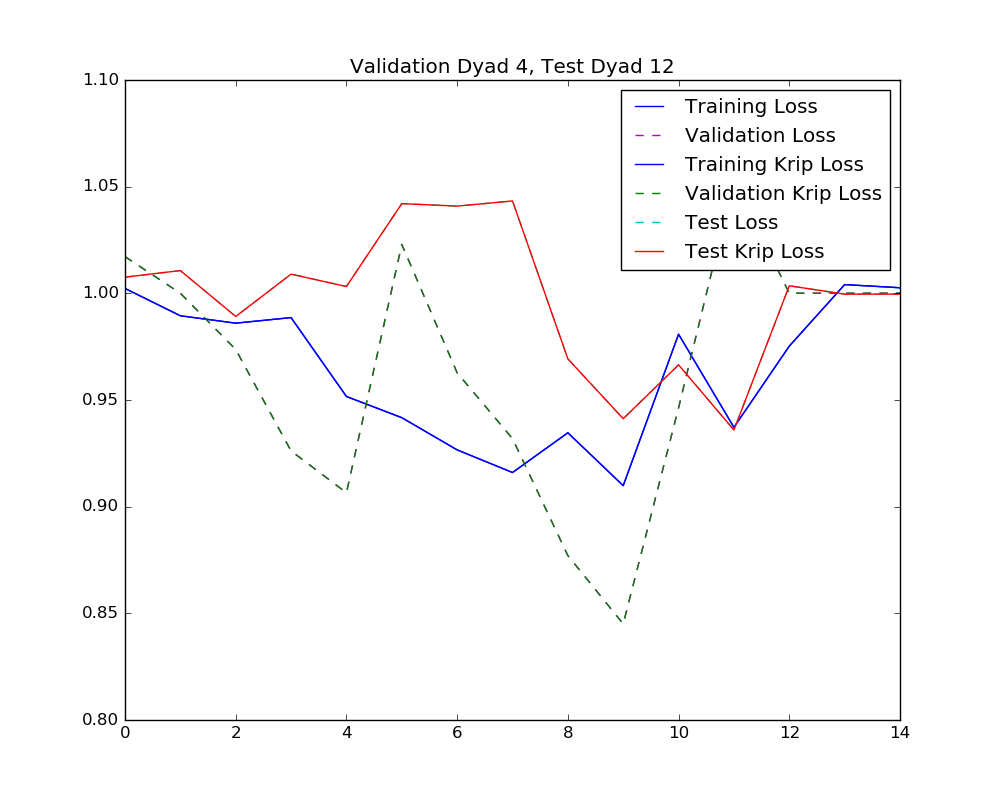 Validation Dyad 4, Test Dyad 12
1.10
1.05
1.00
0.95
0.90
0.85
0.80
Training Loss
Validation Loss
Training Krip Loss
Validation Krip Loss
Test Loss
Test Krip Loss
0 2 4 6 8 10 12 14